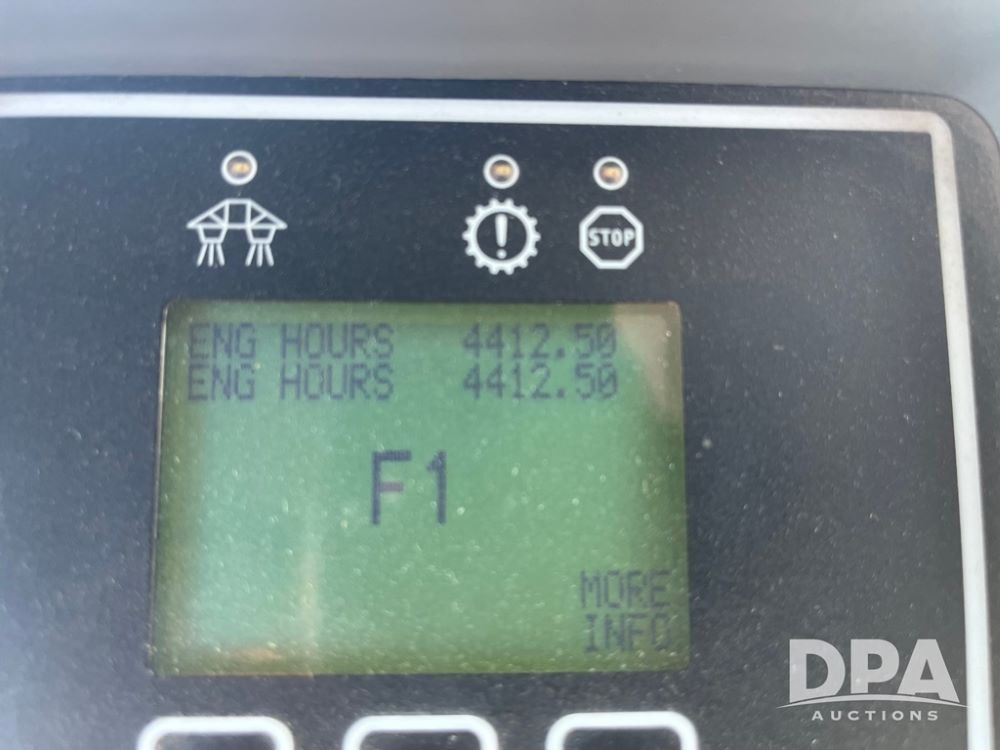 STOP
ENG HOURS 4412.50
ENG HOURS 4412.50
F1
MORE
INFO
DPA
AUCTIONS